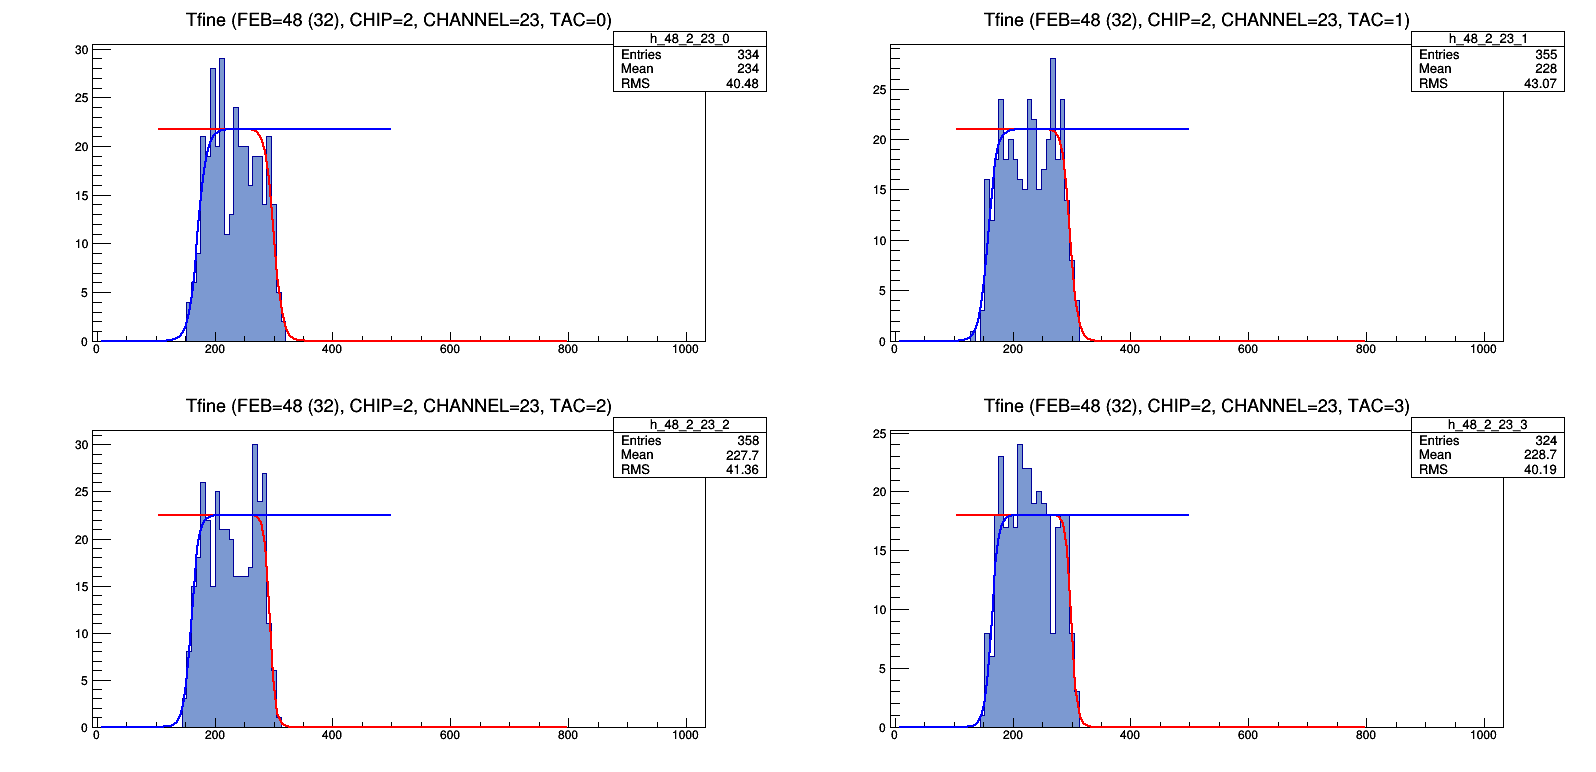 Tfine (FEB=48 (32), CHIP=2, CHANNEL=23, TAC=0)
h_48_2_23_0
Entries 334
Mean 234
RMS 40.48
30
25
20
15
10
5
0
0 200 400 600 800 1000
Tfine (FEB=48 (32), CHIP=2, CHANNEL=23, TAC=1)
h_48_2_23_1
Entries 355
Mean 228
RMS 43.07
25
20
15
10
5
0
0 200 400 600 800 1000
Tfine (FEB=48 (32), CHIP=2, CHANNEL=23, TAC=2)
h_48_2_23_2
Entries 358
Mean 227.7
RMS 41.36
30
25
20
15
10
5
0
0 200 400 600 800 1000
Tfine (FEB=48 (32), CHIP=2, CHANNEL=23, TAC=3)
h_48_2_23_3
Entries 324
Mean 228.7
RMS 40.19
25
20
15
10
5
0
0 200 400 600 800 1000